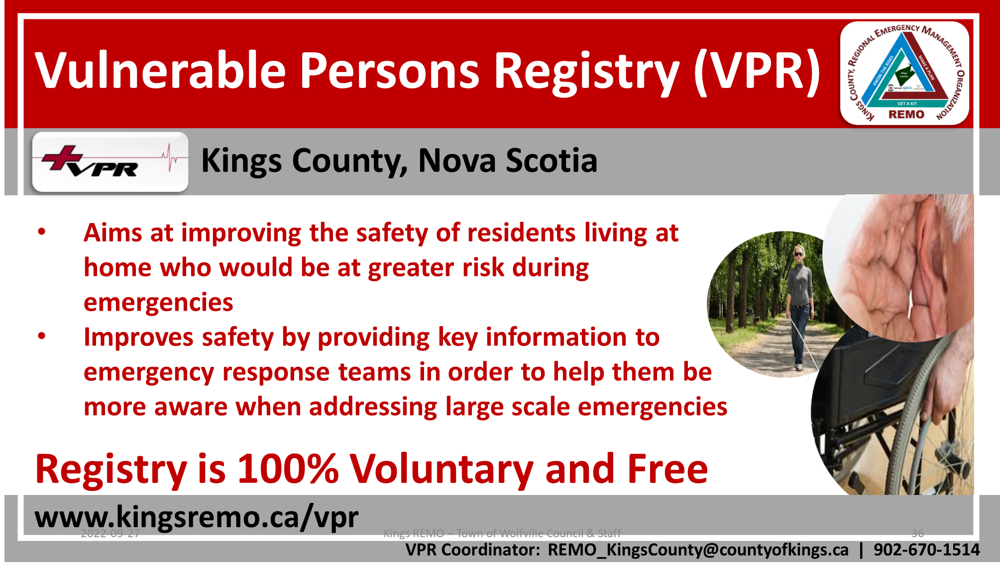 Vulnerable Persons Registry (VPR)
KINGS COUNTY, REGIONAL EMERGENCY MANAGEMENT ORGANIZATION
KNOW THE RISKS
MAKE A PLAN
Kings
County
GET A KIT
REMO
VPR
Kings County, Nova Scotia
• Aims at improving the safety of residents living at
home who would be at greater risk during
emergencies
• Improves safety by providing key information to
emergency response teams in order to help them be
more aware when addressing large scale emergencies
Registry is 100% Voluntary and Free
www.kingsremo.ca/vpr
2022-09-27
Kings REMO – Town of Wolfville Council & Staff
36
VPR Coordinator: REMO_KingsCounty@countyofkings.ca | 902-670-1514